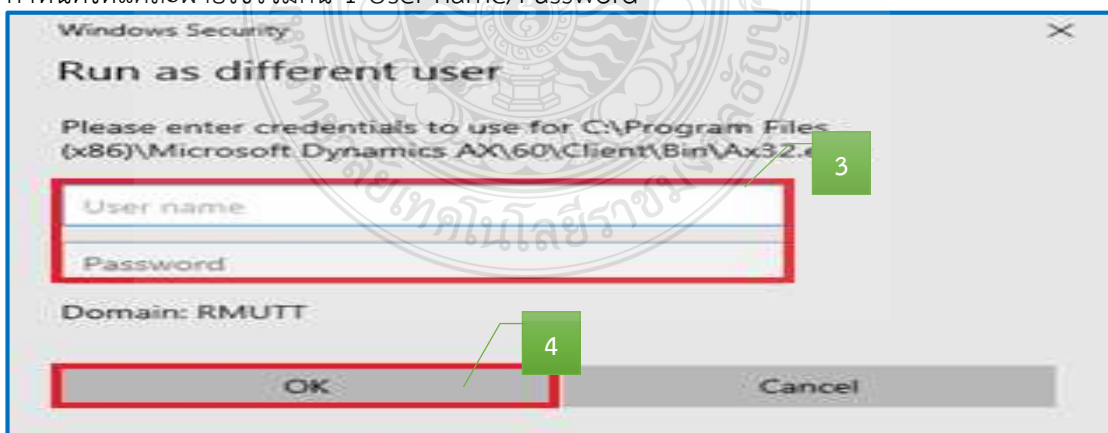 Windows Security
Run as different user
Please enter credentials to use for C:\Program Files
(x86)\Microsoft Dynamics AX\60\Client\Bin\Ax32.e
3
User name
Password
Domain: RMUTT
4
OK Cancel